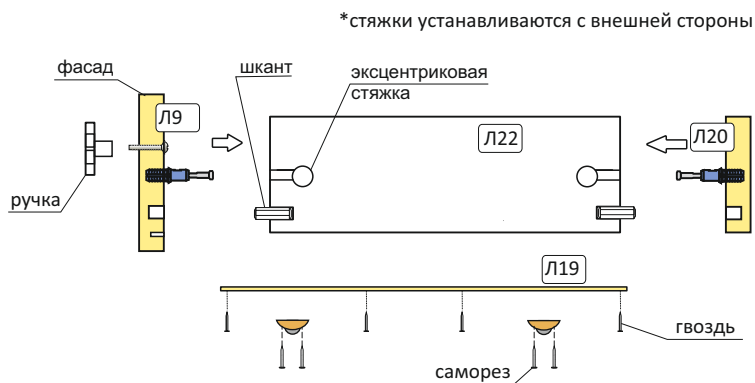 *стяжки устанавливаются с внешней стороны
фасад
шкант
эксцентриковая
стяжка
Л9
Л22
Л20
ручка
Л19
гвоздь
саморез